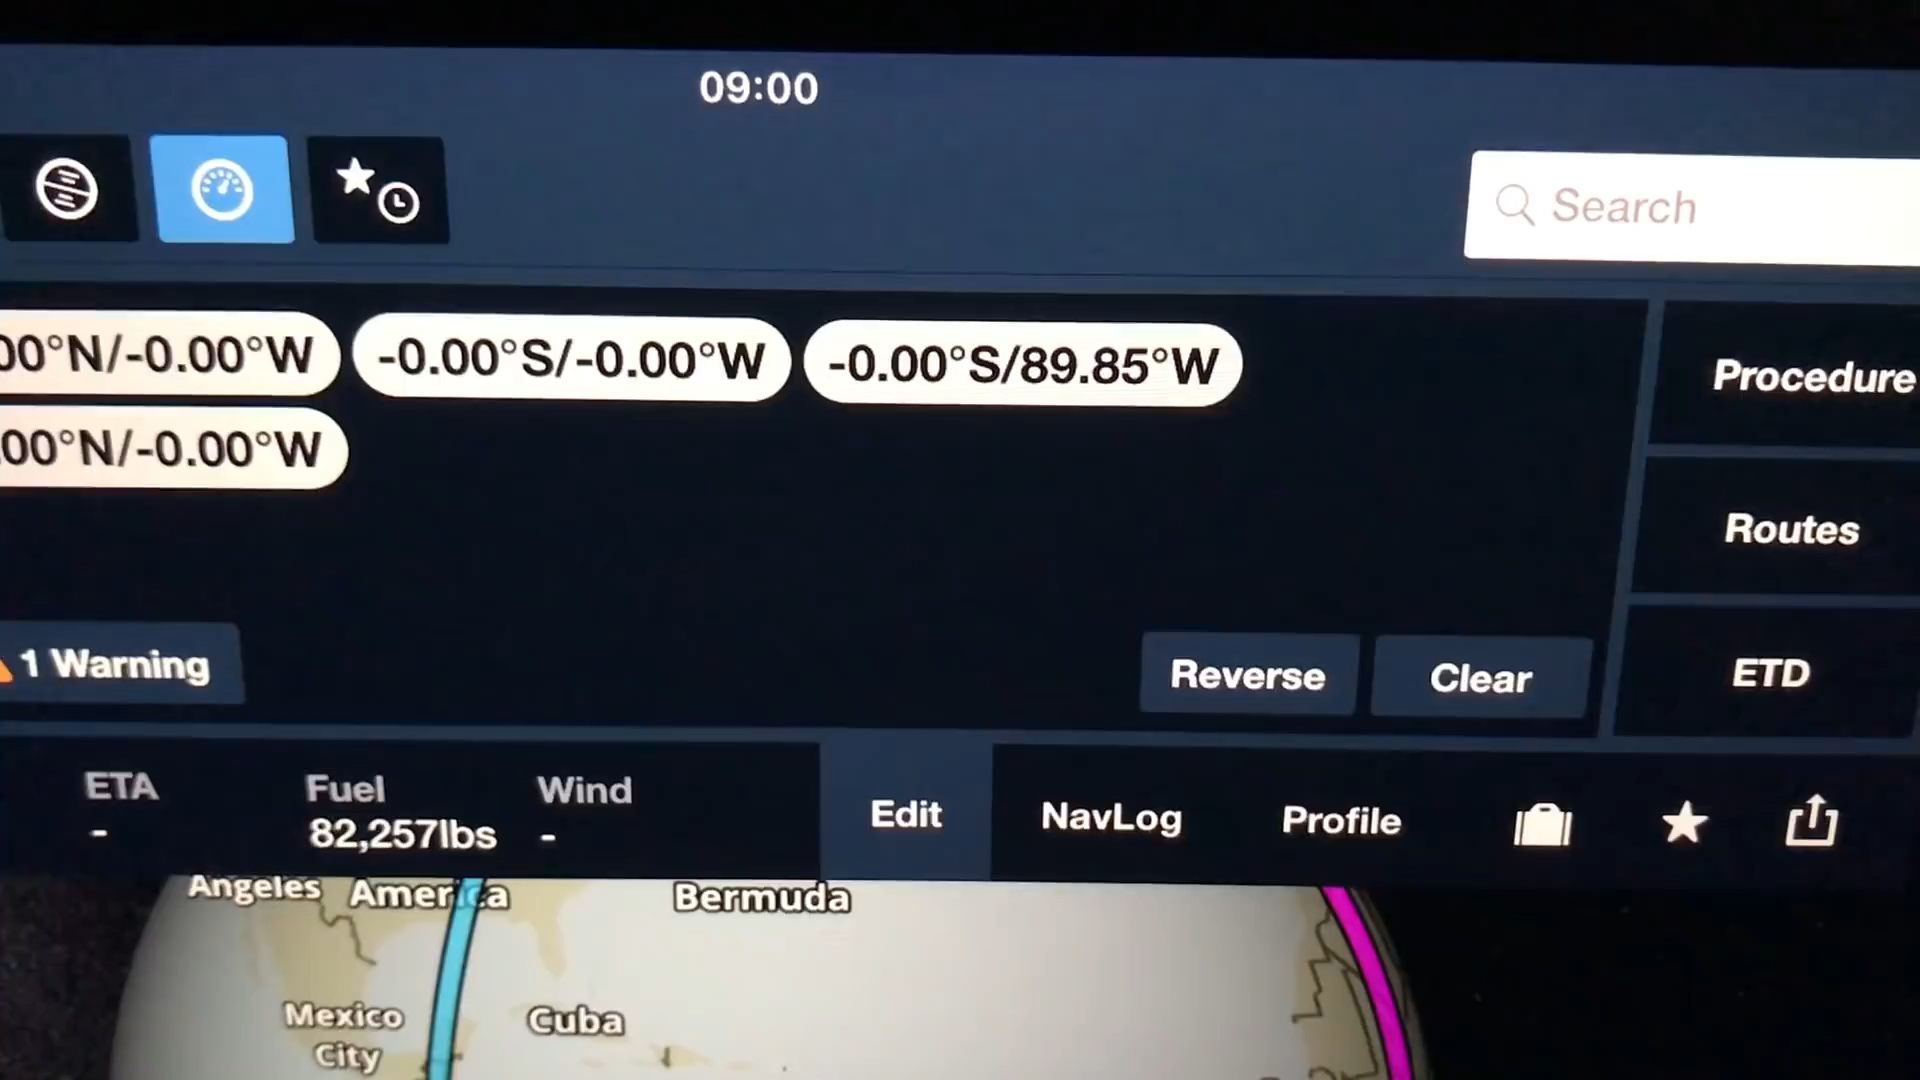 09:00
Search
00°N/-0.00°W
-0.00°S/-0.00°W
-0.00°S/89.85°W
Procedure
.00°N/-0.00°W
Routes
1 Warning
Reverse
Clear
ETD
ETA
Fuel
Wind
-
82,257lbs
-
Edit
NavLog
Profile
Angeles
America
Bermuda
Mexico
City
Cuba